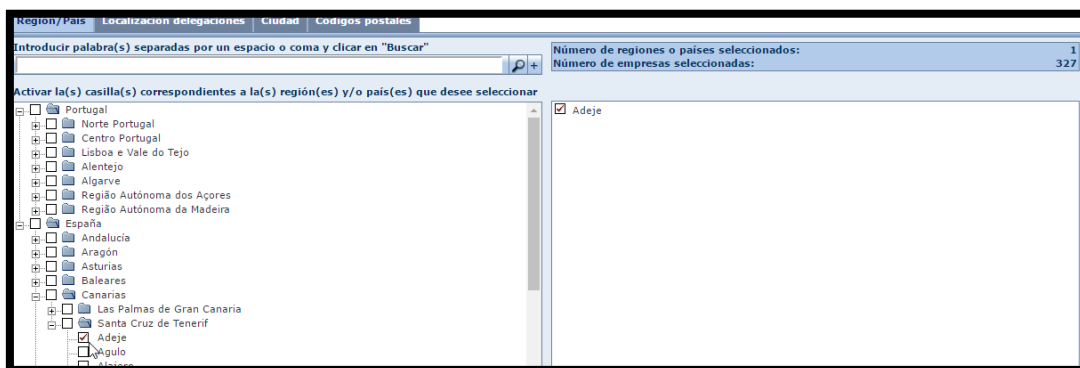 Región/País Localización delegaciones Ciudad Códigos postales
Introducir palabra(s) separadas por un espacio o coma y clicar en "Buscar"
Número de regiones o países seleccionados: 1
Número de empresas seleccionadas: 327
Activar la(s) casilla(s) correspondientes a la(s) región(es) y/o país(es) que desee seleccionar
Portugal
Norte Portugal
Centro Portugal
Lisboa e Vale do Tejo
Alentejo
Algarve
Região Autónoma dos Açores
Região Autónoma da Madeira
España
Andalucía
Aragón
Asturias
Baleares
Canarias
Las Palmas de Gran Canaria
Santa Cruz de Tenerif
Adeje
Agulo
Adeje